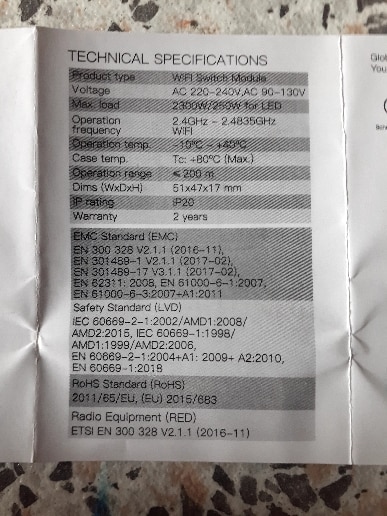 TECHNICAL SPECIFICATIONS
Product type WiFi Switch Module
Voltage AC 220-240V,AC 90-130V
Max. load 2300W/250W for LED
Operation frequency 2.4GHz - 2.4835GHz WiFi
Operation temp. -10°C ~ +40°C
Case temp. Tc: +80°C (Max.)
Operation range ≤ 200 m
Dims (WxDxH) 51x47x17 mm
IP rating IP20
Warranty 2 years
EMC Standard (EMC)
EN 300 328 V2.1.1 (2016-11),
EN 301489-1 V2.1.1 (2017-02),
EN 301489-17 V3.1.1 (2017-02),
EN 62311: 2008, EN 61000-6-1:2007,
EN 61000-6-3:2007+A1:2011
Safety Standard (LVD)
IEC 60669-2-1:2002/AMD1:2008/
AMD2:2015, IEC 60669-1:1998/
AMD1:1999/AMD2:2006,
EN 60669-2-1:2004+A1: 2009+ A2:2010,
EN 60669-1:2018
RoHS Standard (RoHS)
2011/65/EU, (EU) 2015/863
Radio Equipment (RED)
ETSI EN 300 328 V2.1.1 (2016-11)
You